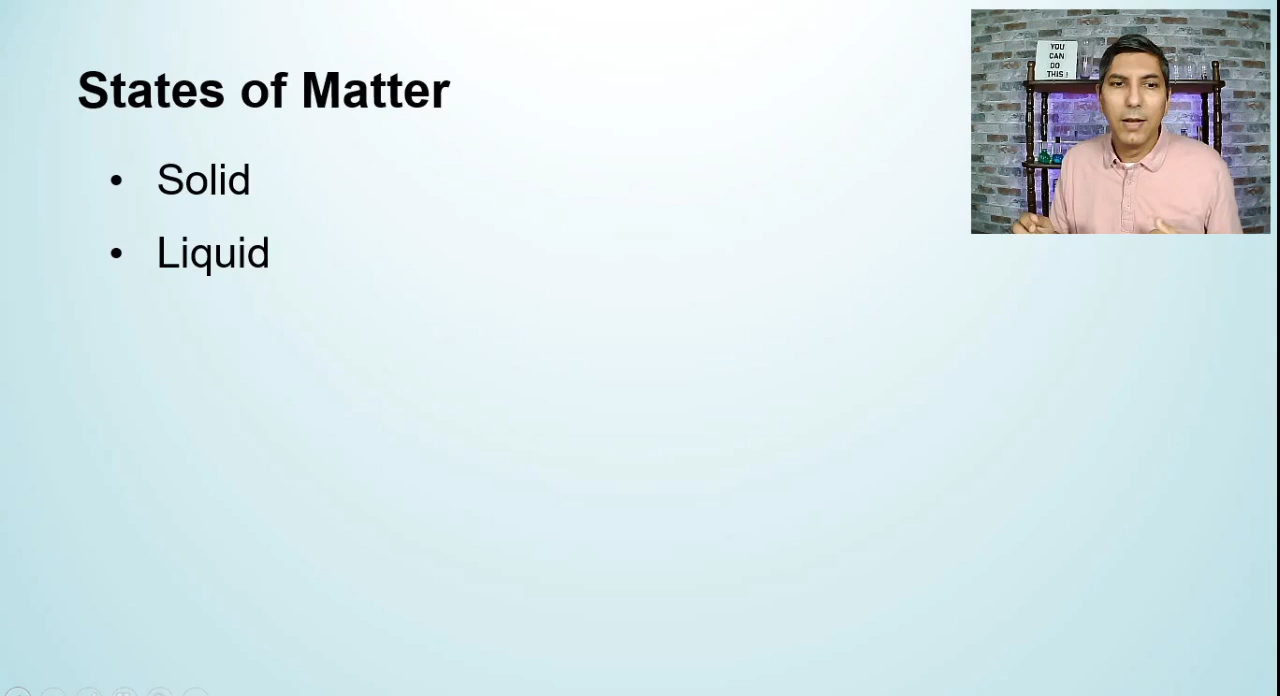 States of Matter
• Solid
• Liquid
YOU
CAN
DO
THIS!